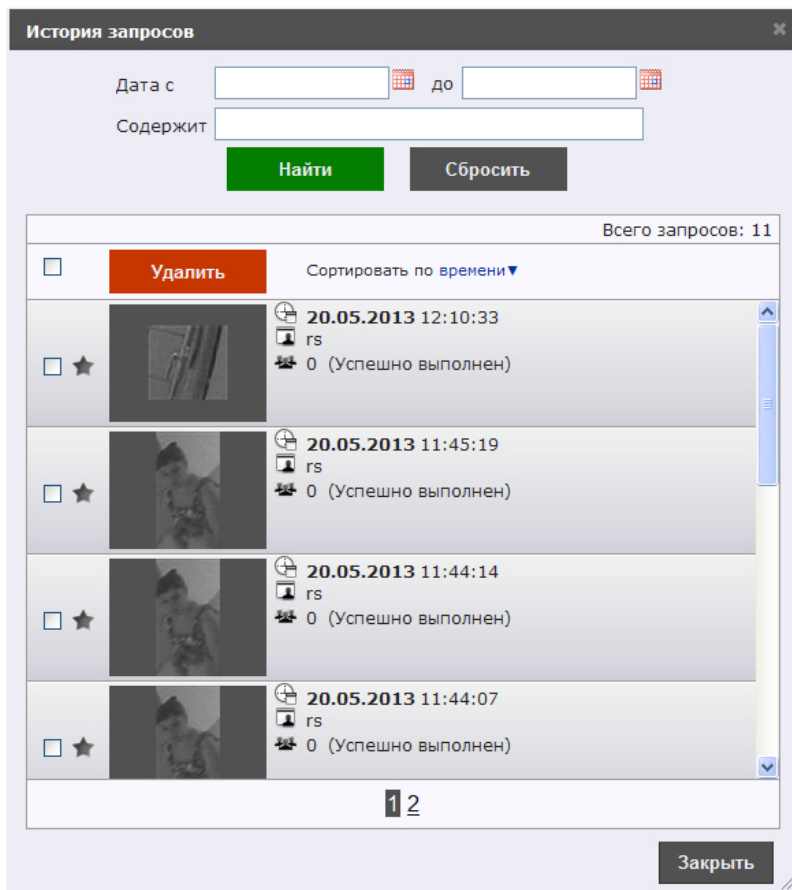 История запросов
Дата с до
Содержит
Найти Сбросить
Всего запросов: 11
Удалить Сортировать по времени▼
20.05.2013 12:10:33
rs
0 (Успешно выполнен)
20.05.2013 11:45:19
rs
0 (Успешно выполнен)
20.05.2013 11:44:14
rs
0 (Успешно выполнен)
20.05.2013 11:44:07
rs
0 (Успешно выполнен)
1 2
Закрыть